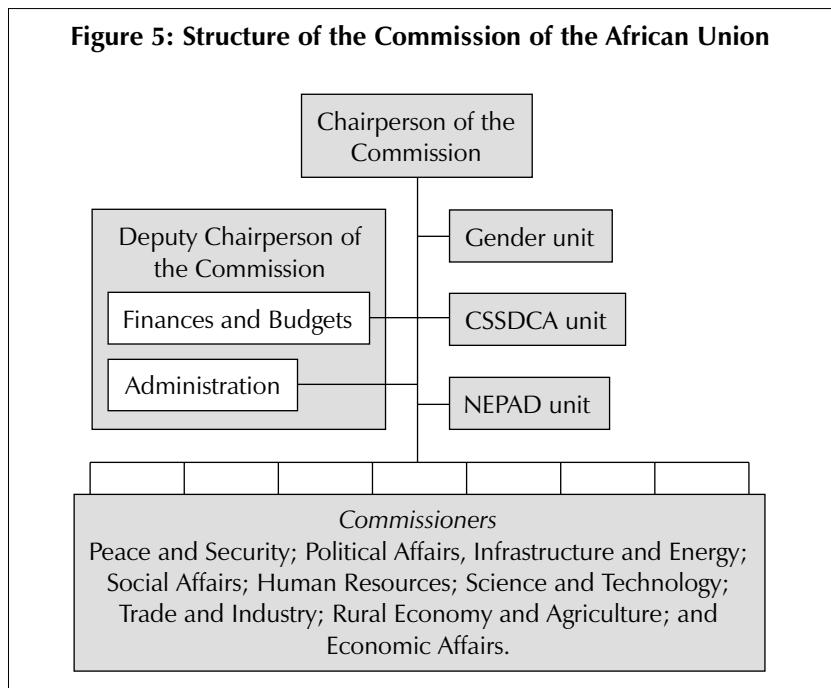 Figure 5: Structure of the Commission of the African Union
Chairperson of the
Commission
Deputy Chairperson of
the Commission
Finances and Budgets
Administration
Gender unit
CSSDCA unit
NEPAD unit
Commissioners
Peace and Security; Political Affairs, Infrastructure and Energy;
Social Affairs; Human Resources; Science and Technology;
Trade and Industry; Rural Economy and Agriculture; and
Economic Affairs.